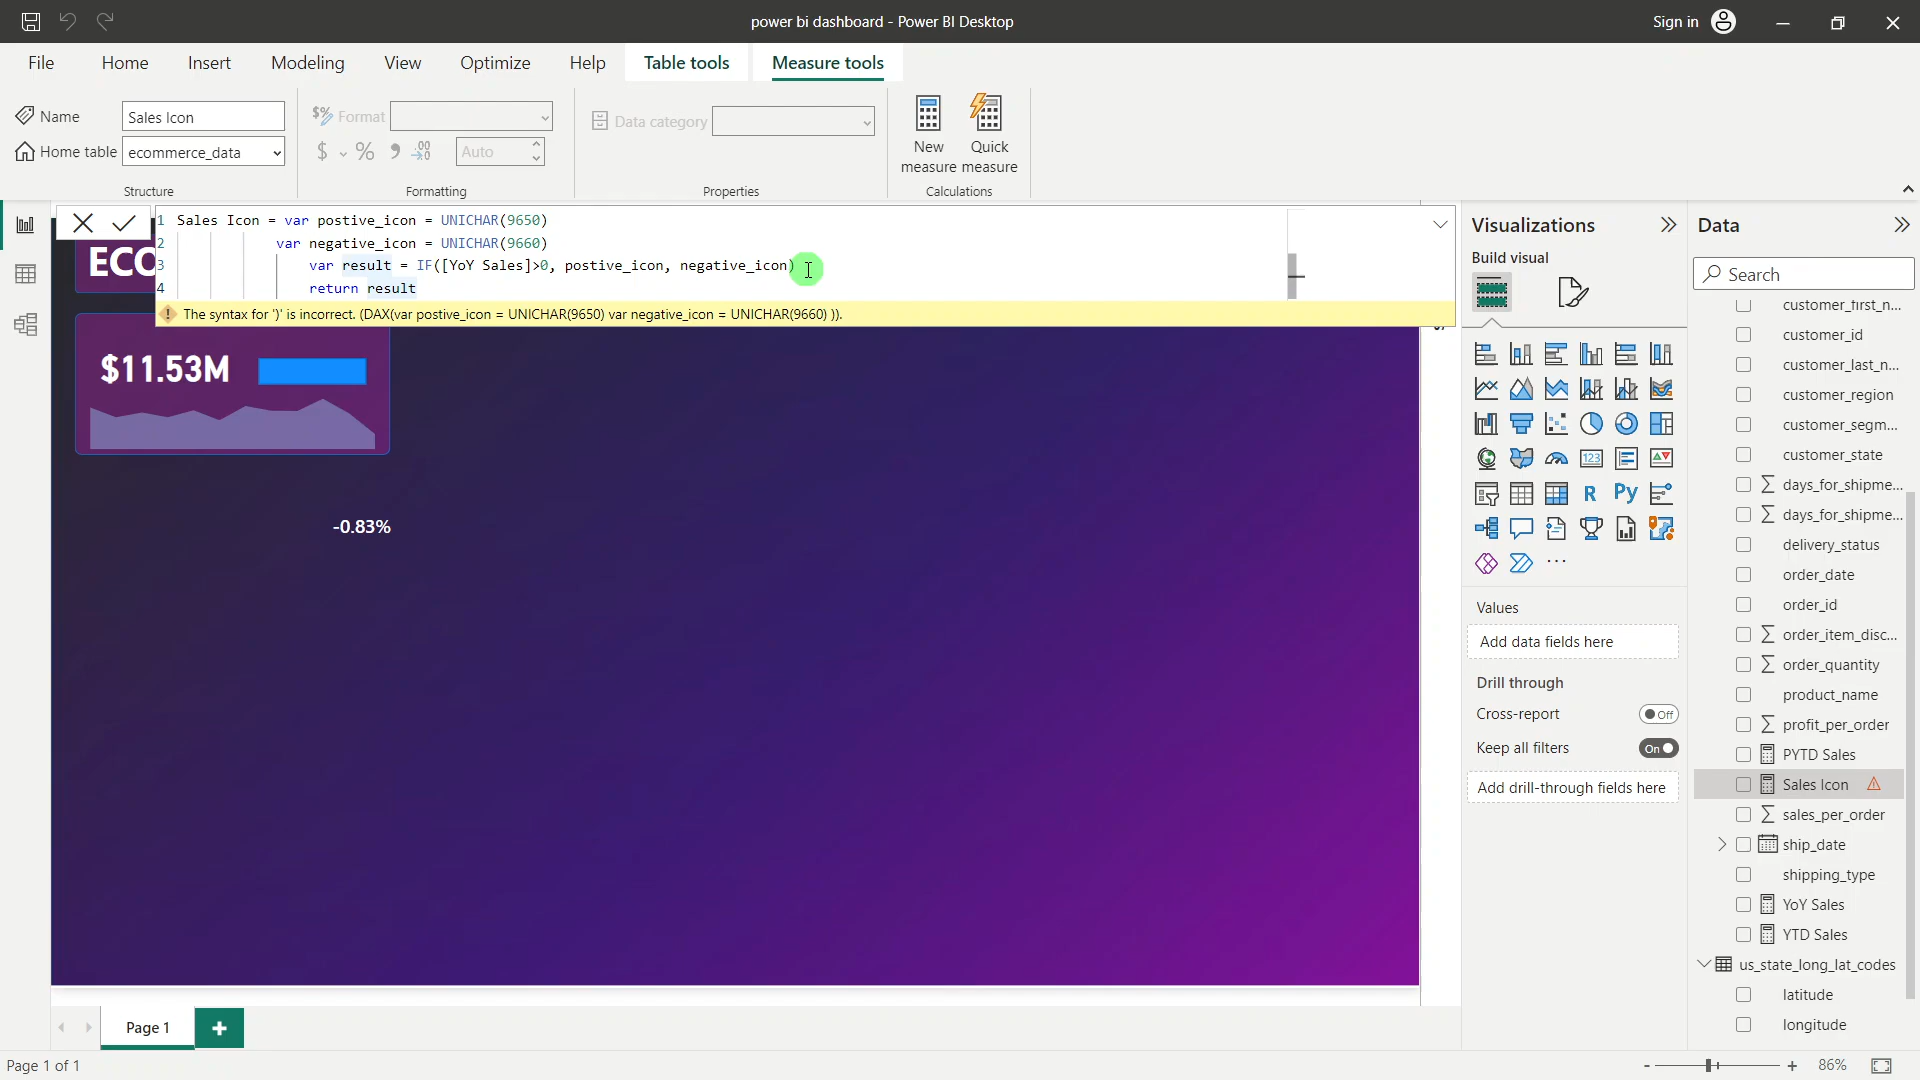 power bi dashboard - Power BI Desktop
Sign in
File
Home
Insert
Modeling
View
Optimize
Help
Table tools
Measure tools
Name
Sales Icon
Home table
ecommerce_data
Structure
$% Format
$
%
.00
Auto
Formatting
Data category
Properties
New measure
Quick measure
Calculations
1 Sales Icon = var postive_icon = UNICHAR(9650)
2 var negative_icon = UNICHAR(9660)
3 var result = IF([YoY Sales]>0, postive_icon, negative_icon)
4 return result
The syntax for ')' is incorrect. (DAX(var postive_icon = UNICHAR(9650) var negative_icon = UNICHAR(9660) )).
ECO
$11.53M
-0.83%
Visualizations
Build visual
123
R
Py
...
Values
Add data fields here
Drill through
Cross-report
Off
Keep all filters
On
Add drill-through fields here
Data
Search
customer_first_n...
customer_id
customer_last_n...
customer_region
customer_segm...
customer_state
∑ days_for_shipme...
∑ days_for_shipme...
delivery_status
order_date
order_id
∑ order_item_disc...
∑ order_quantity
product_name
∑ profit_per_order
PYTD Sales
Sales Icon
∑ sales_per_order
ship_date
shipping_type
YoY Sales
YTD Sales
us_state_long_lat_codes
latitude
longitude
Page 1
+
Page 1 of 1
- + 86%